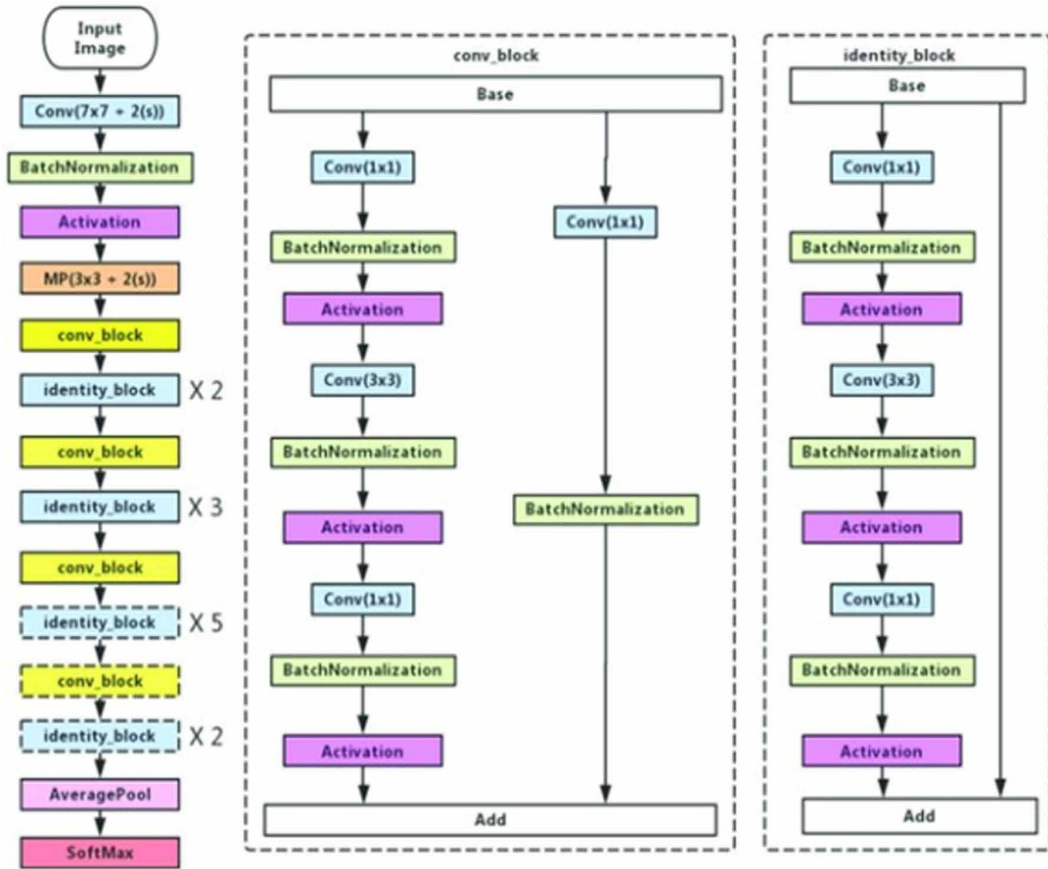 Input
Image
Conv(7x7 + 2(s))
BatchNormalization
Activation
MP(3x3 + 2(s))
conv_block
identity_block X 2
conv_block
identity_block X 3
conv_block
identity_block X 5
conv_block
identity_block X 2
AveragePool
SoftMax
conv_block
Base
Conv(1x1)
BatchNormalization
Activation
Conv(3x3)
BatchNormalization
Activation
Conv(1x1)
BatchNormalization
Activation
Conv(1x1)
BatchNormalization
Add
identity_block
Base
Conv(1x1)
BatchNormalization
Activation
Conv(3x3)
BatchNormalization
Activation
Conv(1x1)
BatchNormalization
Activation
Add